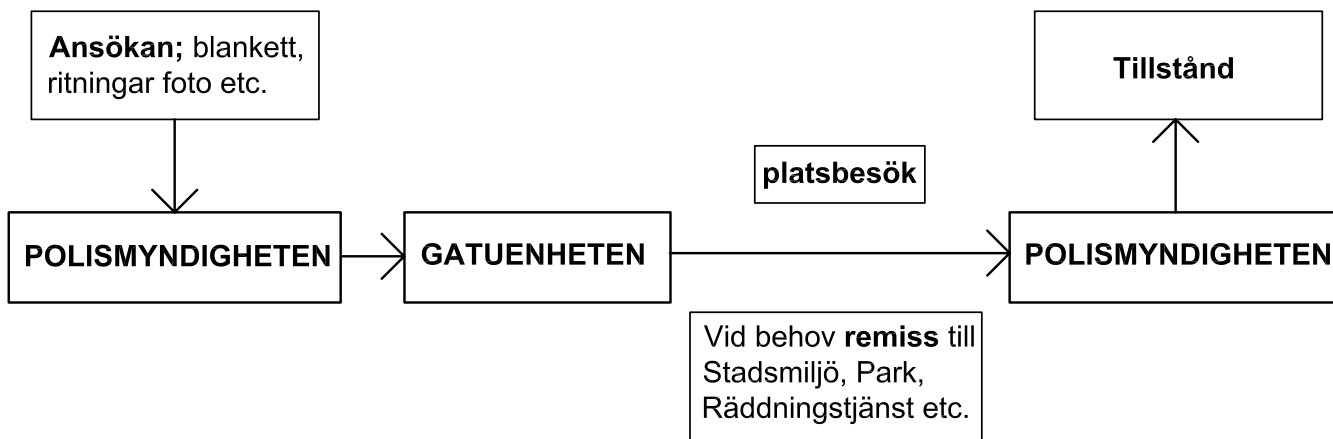 Ansökan; blankett,
ritningar foto etc.
Tillstånd
platsbesök
POLISMYNDIGHETEN
GATUENHETEN
POLISMYNDIGHETEN
Vid behov remiss till
Stadsmiljö, Park,
Räddningstjänst etc.